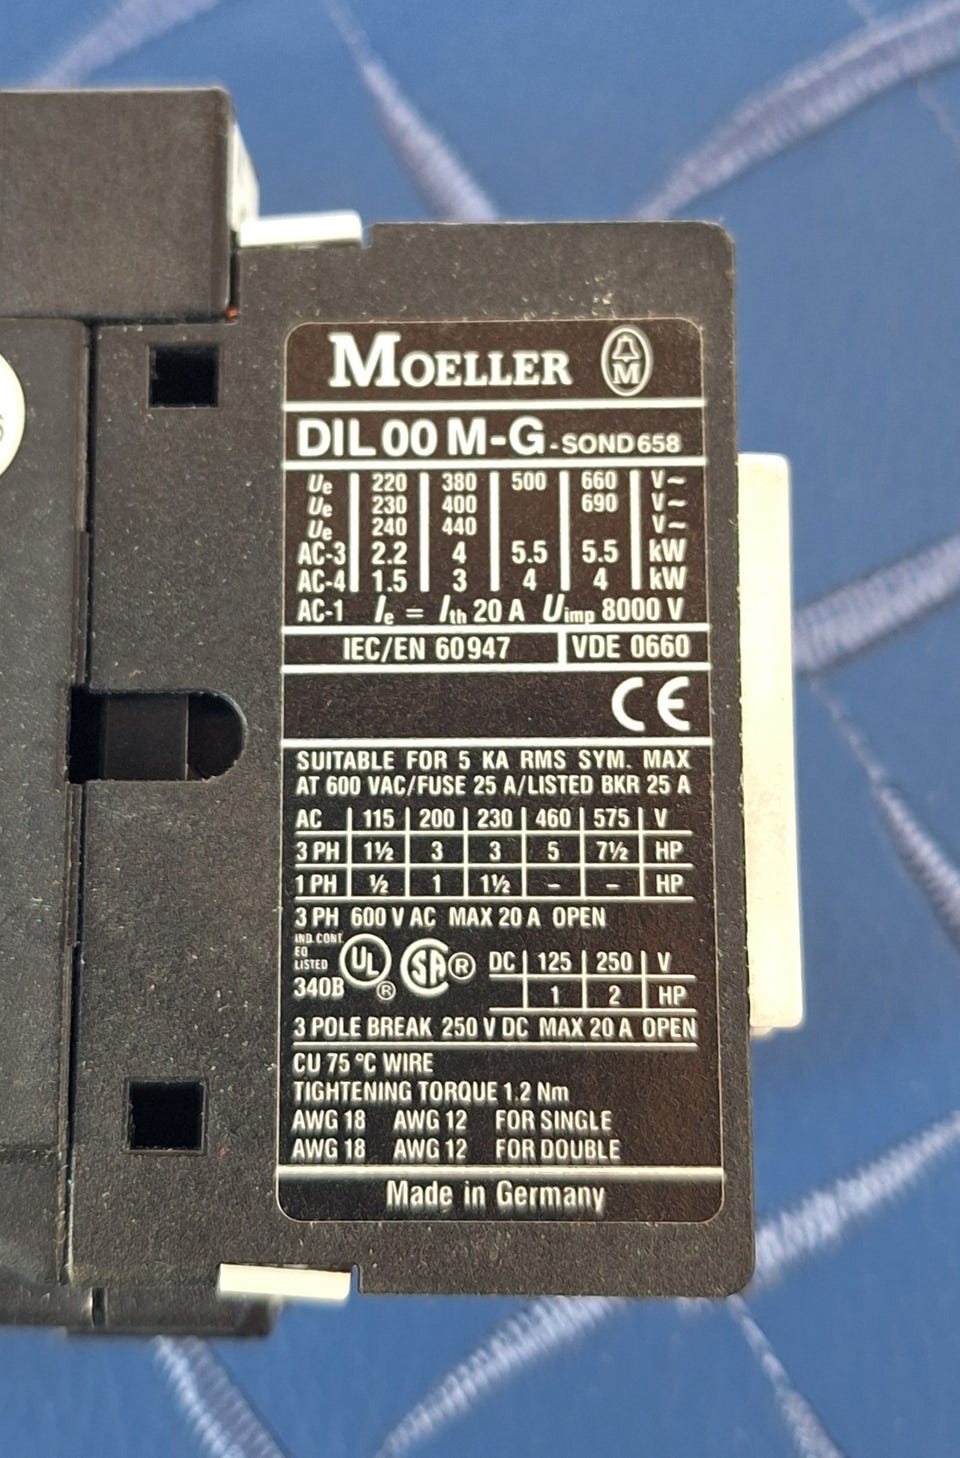 MOELLER
DIL 00 M-G-SOND 658
Ue 220 380 500 660 V~
Ue 230 400 690 V~
Ue 240 440 V~
AC-3 2.2 4 5.5 5.5 kW
AC-4 1.5 3 4 4 kW
AC-1 Ie = Ith 20 A Uimp 8000 V
IEC/EN 60947 VDE 0660
CE
SUITABLE FOR 5 KA RMS SYM. MAX
AT 600 VAC/FUSE 25 A/LISTED BKR 25 A
AC 115 200 230 460 575 V
3 PH 1½ 3 3 5 7½ HP
1 PH ½ 1 1½ – – HP
3 PH 600 V AC MAX 20 A OPEN
IND. CONT.
EQ
LISTED
340B
UL ®
SA ®
DC 125 250 V
1 2 HP
3 POLE BREAK 250 V DC MAX 20 A OPEN
CU 75 °C WIRE
TIGHTENING TORQUE 1.2 Nm
AWG 18 AWG 12 FOR SINGLE
AWG 18 AWG 12 FOR DOUBLE
Made in Germany